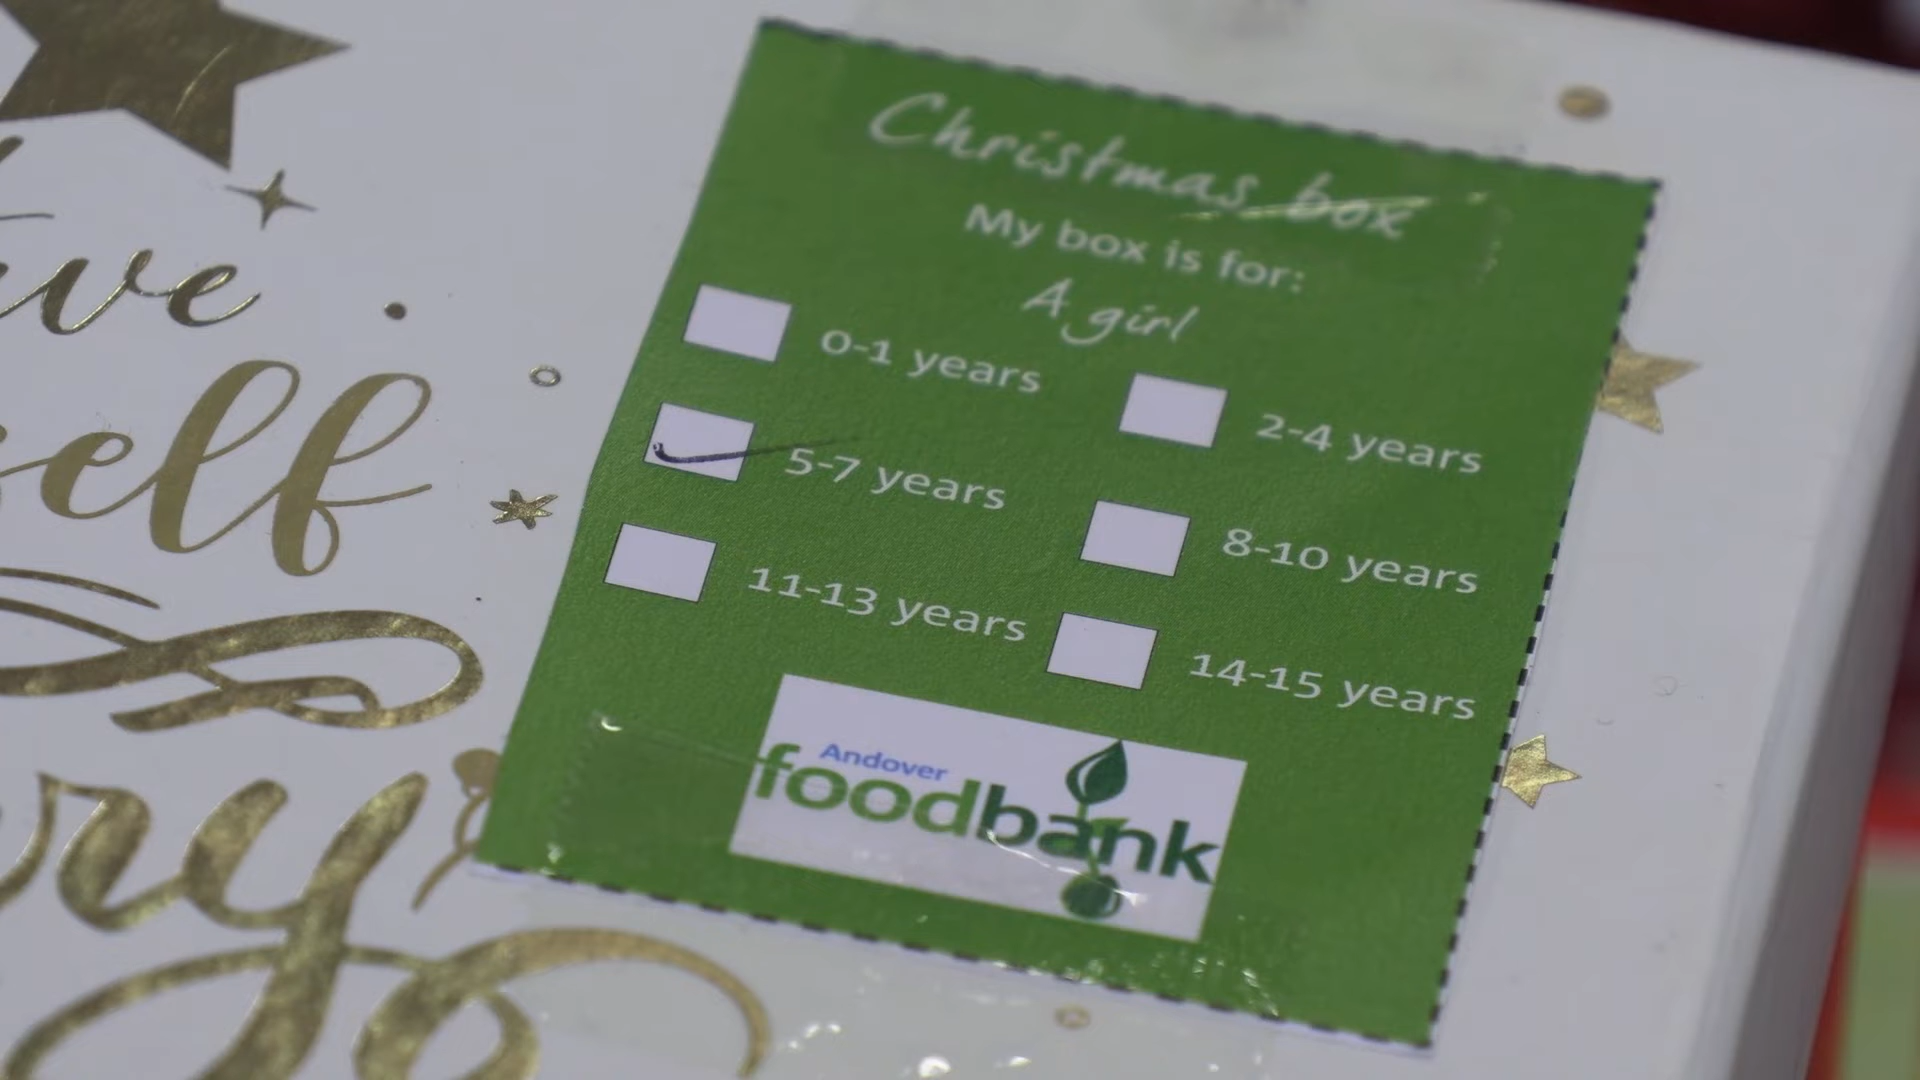 Christmas box
My box is for:
A girl
0-1 years
2-4 years
5-7 years
8-10 years
11-13 years
14-15 years
Andover
foodbank